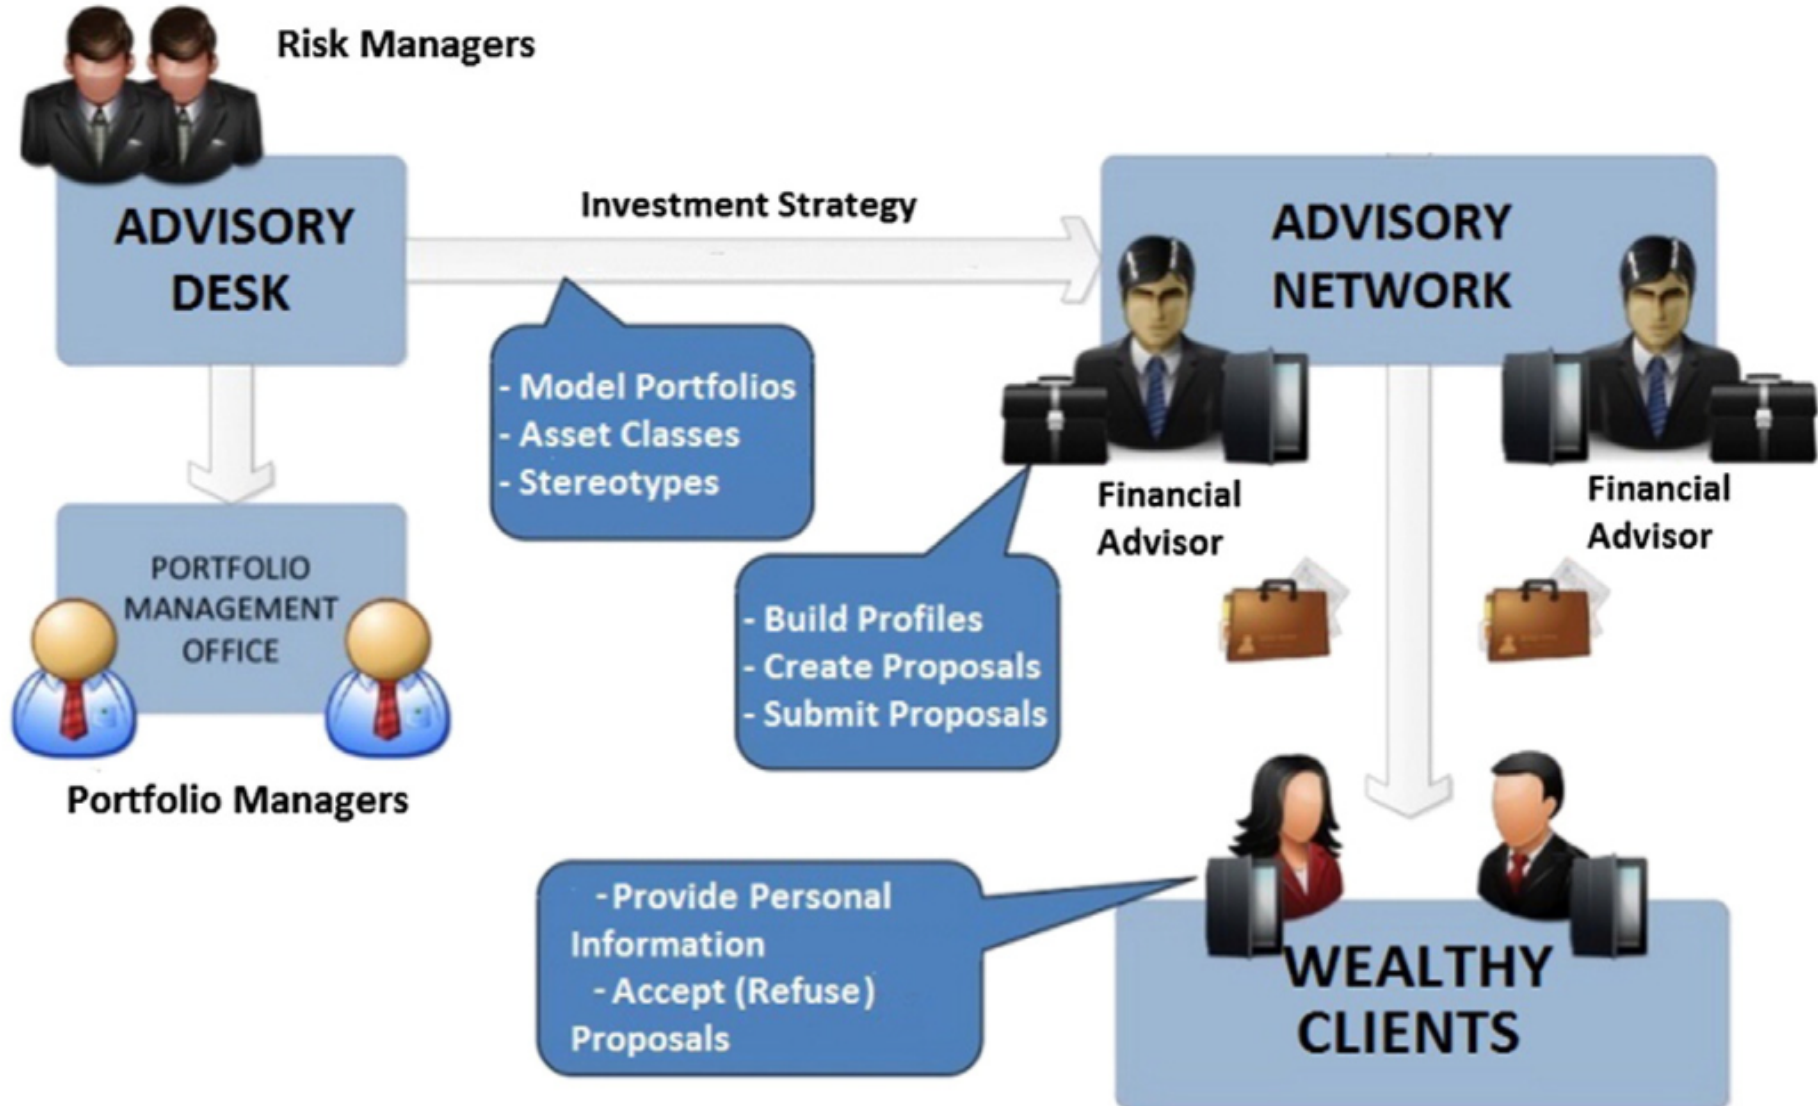 Risk Managers
ADVISORY
DESK
Investment Strategy
ADVISORY
NETWORK
- Model Portfolios
- Asset Classes
- Stereotypes
Financial
Advisor
Financial
Advisor
PORTFOLIO
MANAGEMENT
OFFICE
- Build Profiles
- Create Proposals
- Submit Proposals
Portfolio Managers
- Provide Personal
Information
- Accept (Refuse)
Proposals
WEALTHY
CLIENTS